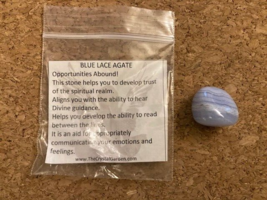 BLUE LACE AGATE
Opportunities Abound!
This stone helps you to develop trust
of the spiritual realm.
Aligns you with the ability to hear
Divine guidance.
Helps you develop the ability to read
between the lines.
It is an aid for appropriately
communicating your emotions and
feelings.